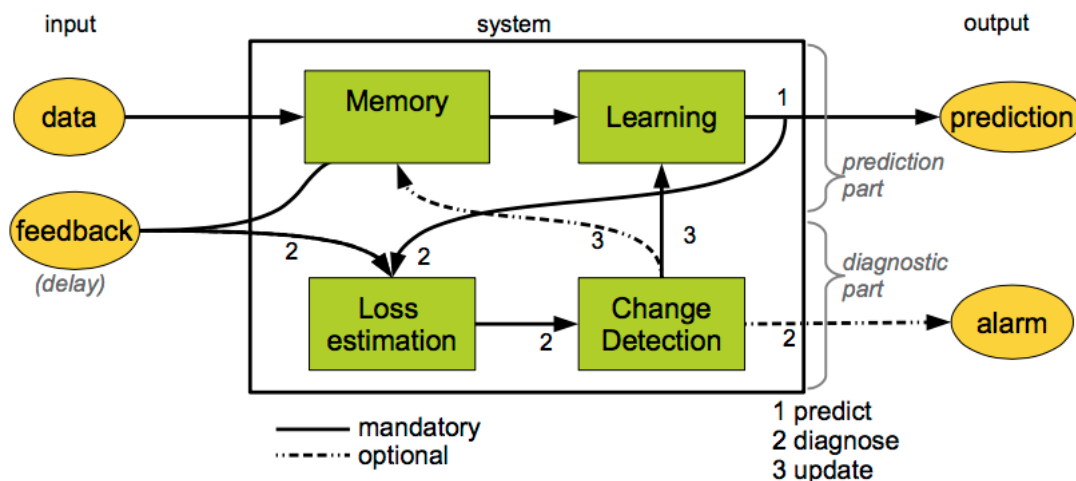 input
system
output
data
Memory
Learning
1
prediction
prediction
part
feedback
(delay)
2
2
3
3
diagnostic
part
Loss
estimation
2
Change
Detection
2
alarm
mandatory
optional
1 predict
2 diagnose
3 update